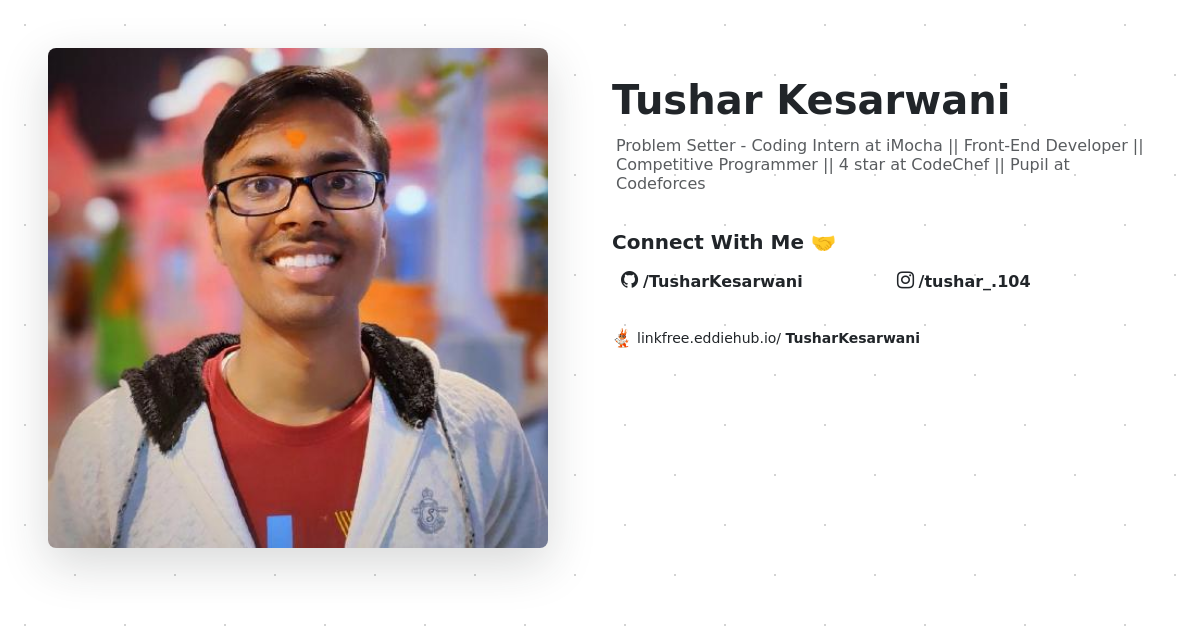 Tushar Kesarwani
Problem Setter - Coding Intern at iMocha || Front-End Developer ||
Competitive Programmer || 4 star at CodeChef || Pupil at
Codeforces
Connect With Me 🤝
/TusharKesarwani
/tushar_.104
linkfree.eddiehub.io/ TusharKesarwani
S